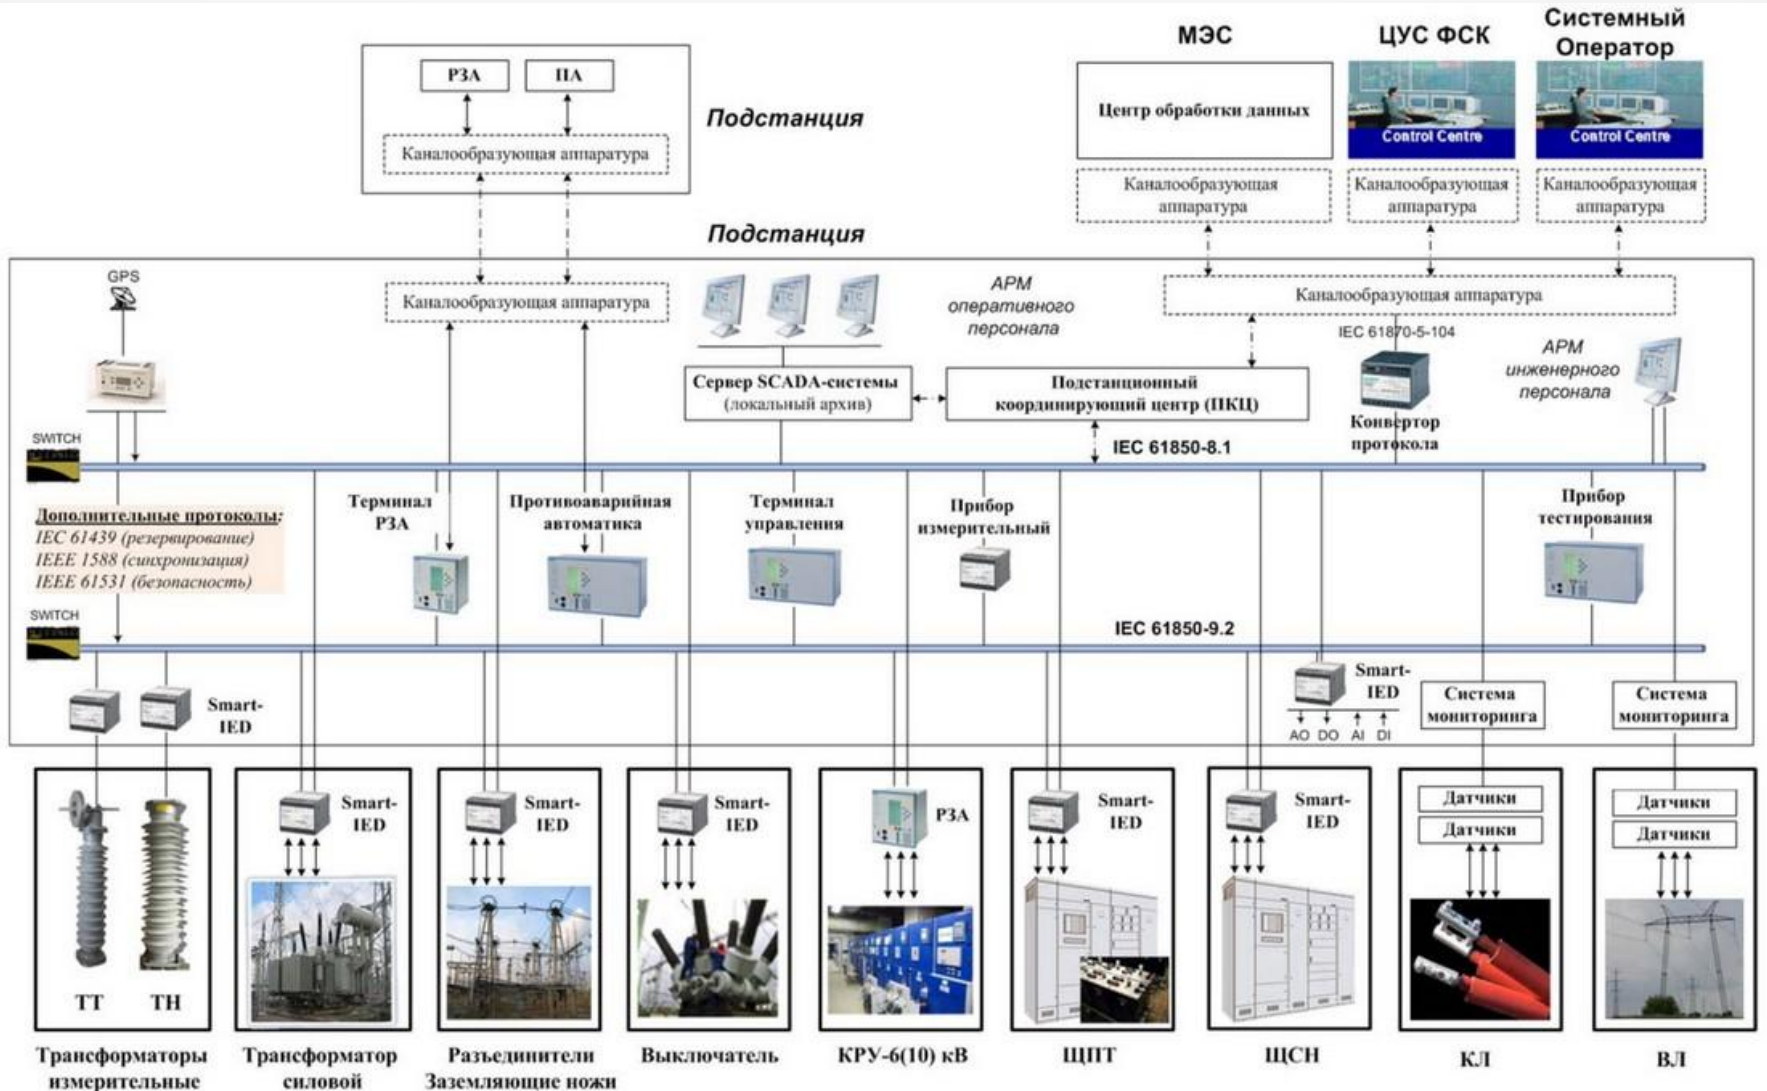 МЭС
ЦУС ФСК
Системный
Оператор
РЗА
ПА
Подстанция
Каналообразующая аппаратура
Центр обработки данных
Control Centre
Control Centre
Каналообразующая
аппаратура
Каналообразующая
аппаратура
Каналообразующая
аппаратура
Подстанция
GPS
Каналообразующая аппаратура
АРМ
оперативного
персонала
Каналообразующая аппаратура
IEC 61870-5-104
АРМ
инженерного
персонала
Сервер SCADA-системы
(локальный архив)
Подстанционный
координирующий центр (ПКЦ)
Конвертор
протокола
SWITCH
IEC 61850-8.1
Дополнительные протоколы:
IEC 61439 (резервирование)
IEEE 1588 (синхронизация)
IEEE 61531 (безопасность)
Терминал
РЗА
Противоаварийная
автоматика
Терминал
управления
Прибор
измерительный
Прибор
тестирования
SWITCH
IEC 61850-9.2
Smart-
IED
Smart-
IED
AO DO AI DI
Система
мониторинга
Система
мониторинга
Smart-
IED
Smart-
IED
Smart-
IED
РЗА
Smart-
IED
Smart-
IED
Датчики
Датчики
Датчики
Датчики
ТТ
ТН
Трансформаторы
измерительные
Трансформатор
силовой
Разъединители
Заземляющие ножи
Выключатель
КРУ-6(10) кВ
ЩПТ
ЩСН
КЛ
ВЛ